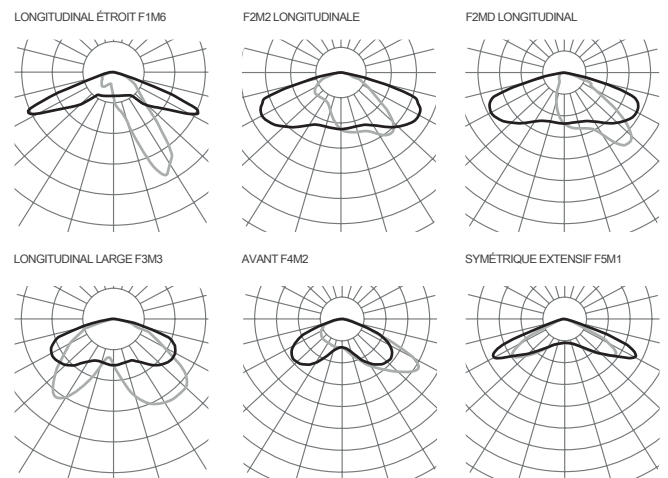 LONGITUDINAL ÉTROIT F1M6
F2M2 LONGITUDINALE
F2MD LONGITUDINAL
LONGITUDINAL LARGE F3M3
AVANT F4M2
SYMÉTRIQUE EXTENSIF F5M1